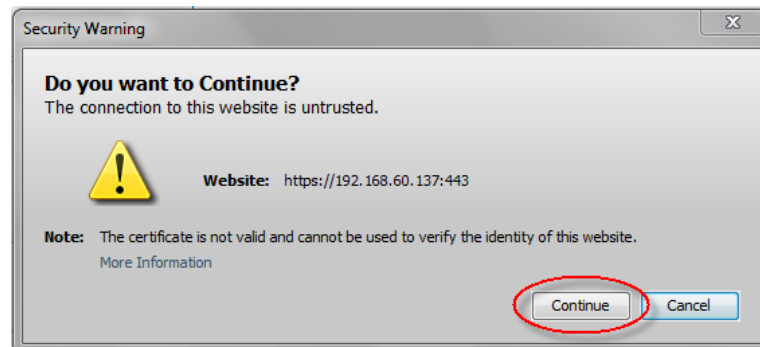 Security Warning
Do you want to Continue?
The connection to this website is untrusted.
Website: https://192.168.60.137:443
Note: The certificate is not valid and cannot be used to verify the identity of this website.
More Information
Continue Cancel